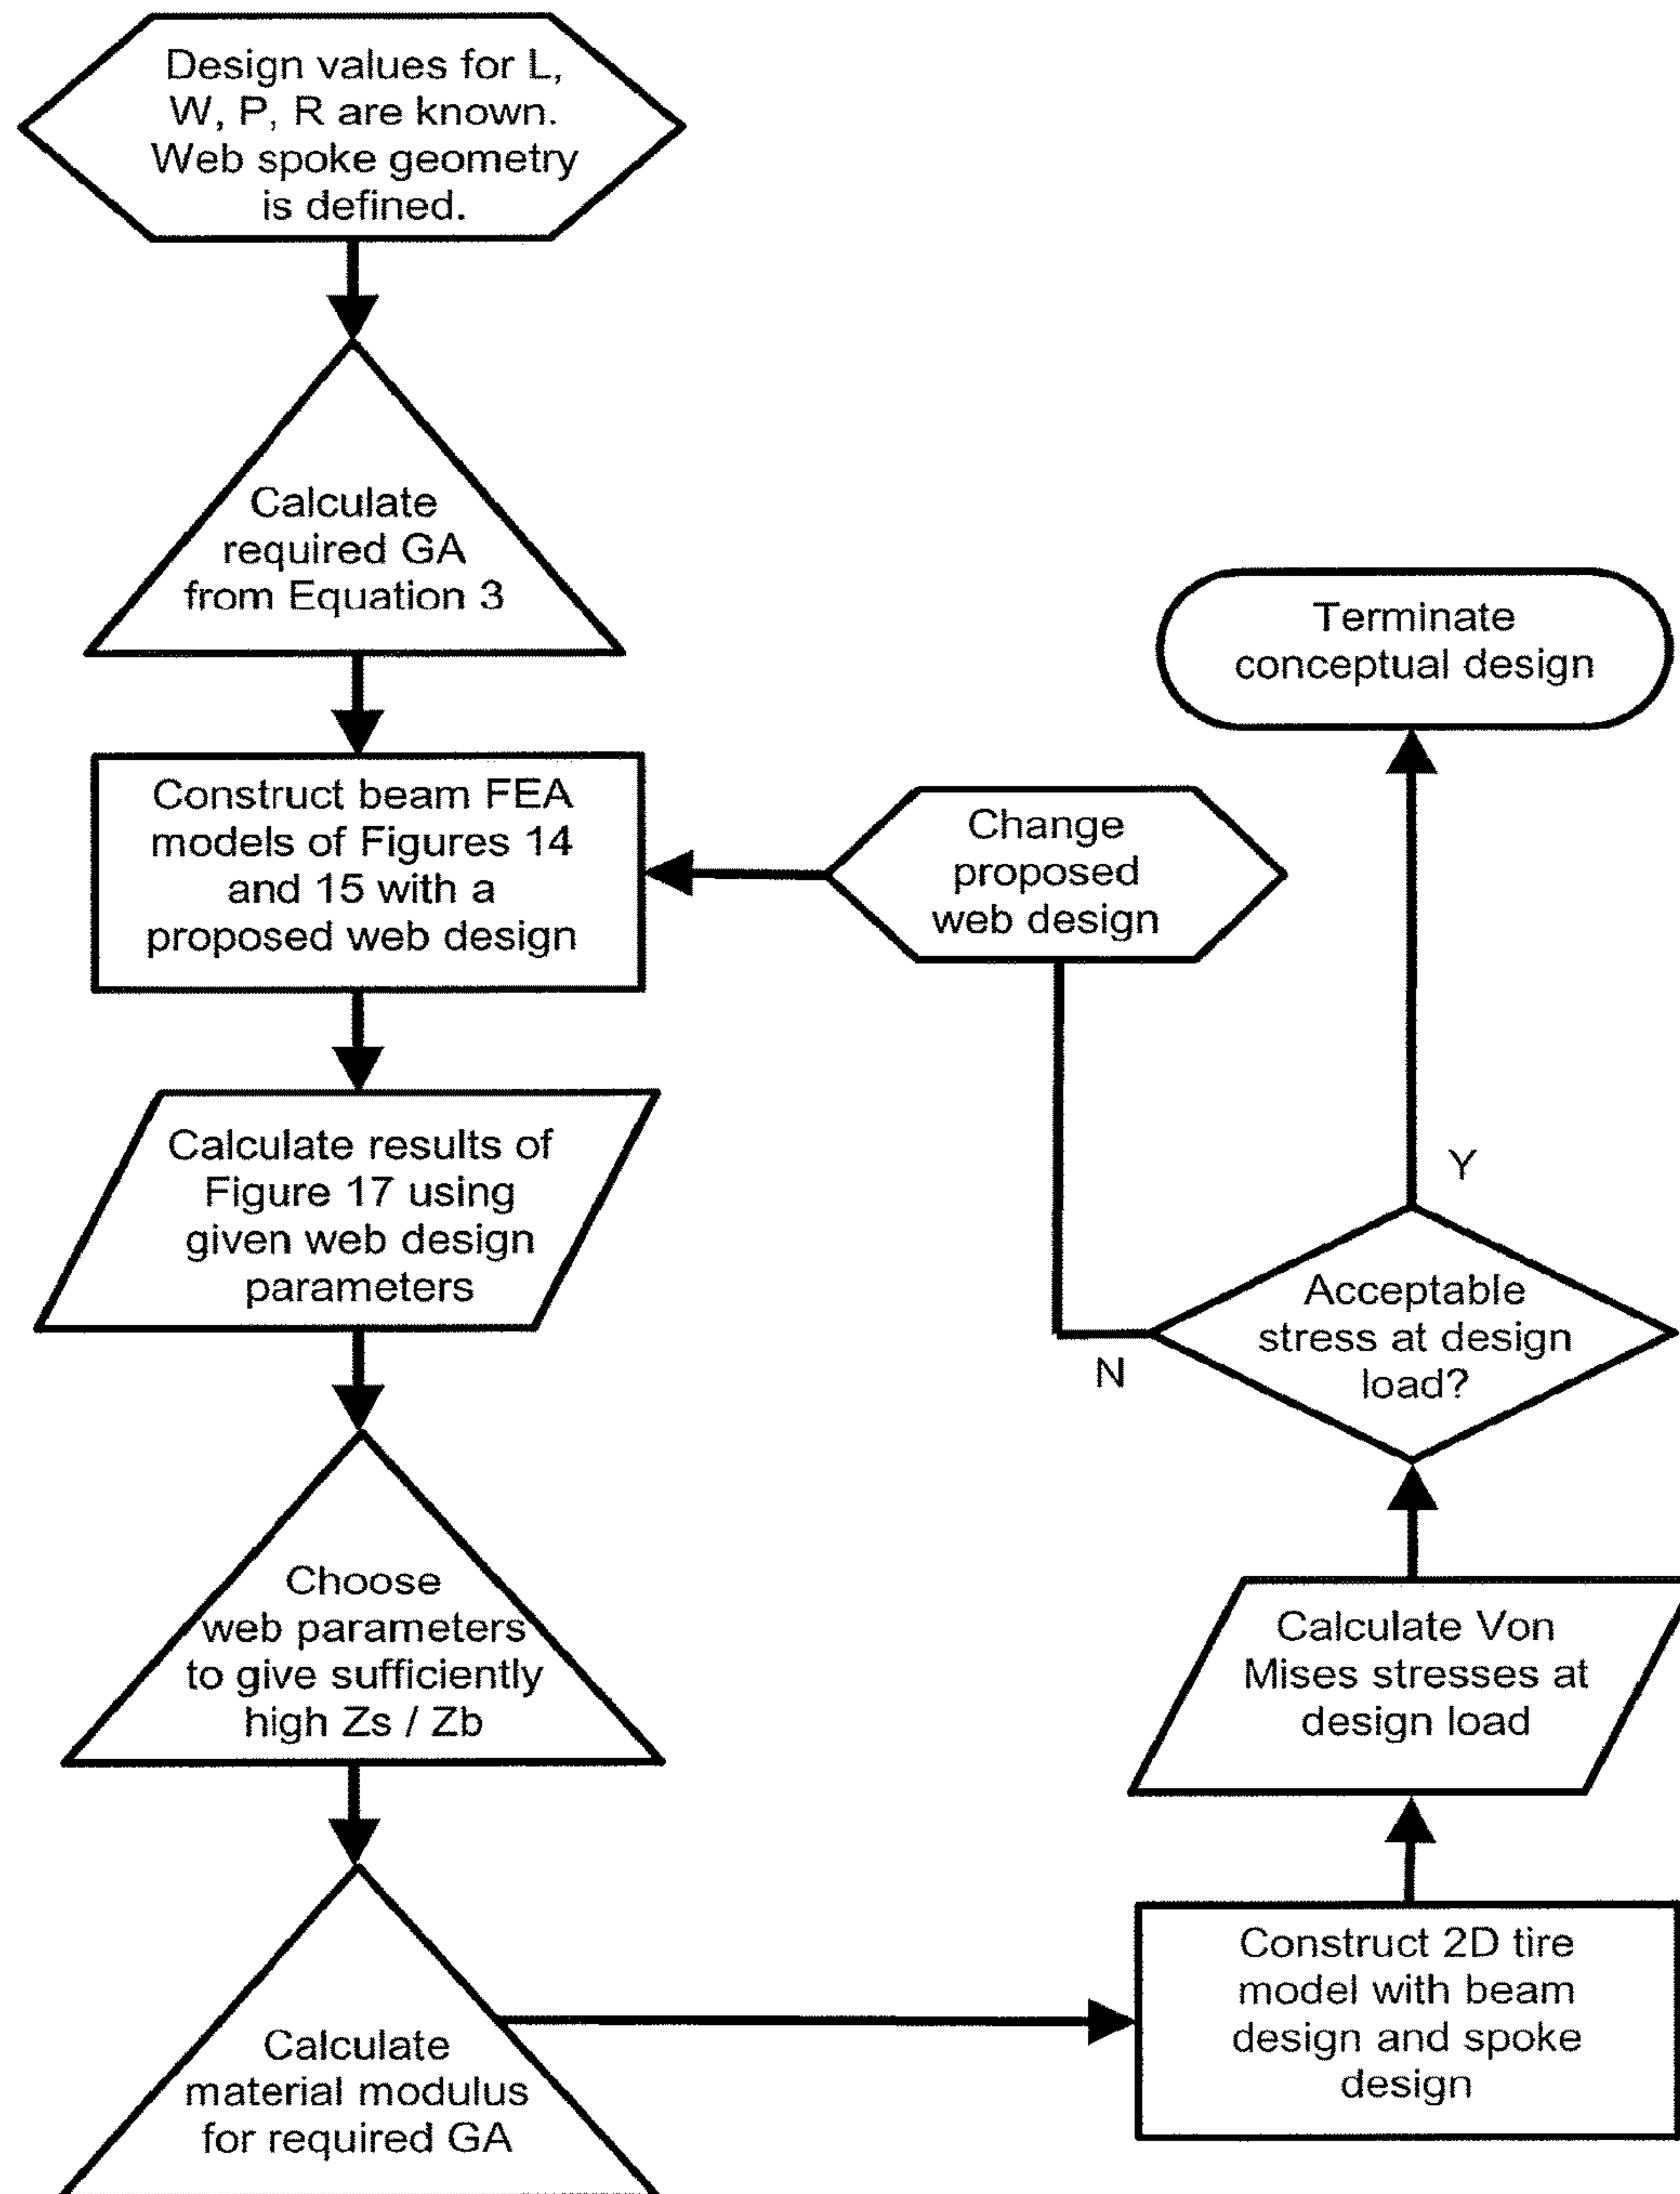 Design values for L,
W, P, R are known.
Web spoke geometry
is defined.
Calculate
required GA
from Equation 3
Construct beam FEA
models of Figures 14
and 15 with a
proposed web design
Calculate results of
Figure 17 using
given web design
parameters
Choose
web parameters
to give sufficiently
high Zs / Zb
Calculate
material modulus
for required GA
Construct 2D tire
model with beam
design and spoke
design
Calculate Von
Mises stresses at
design load
Acceptable
stress at design
load?
N
Y
Change
proposed
web design
Terminate
conceptual design